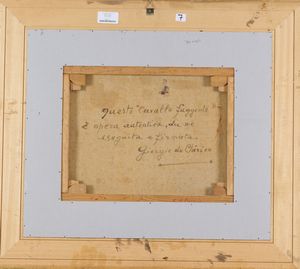 7
questo "Cavallo fuggente"
è opera autentica, da me
eseguita e firmata.
Giorgio de Chirico